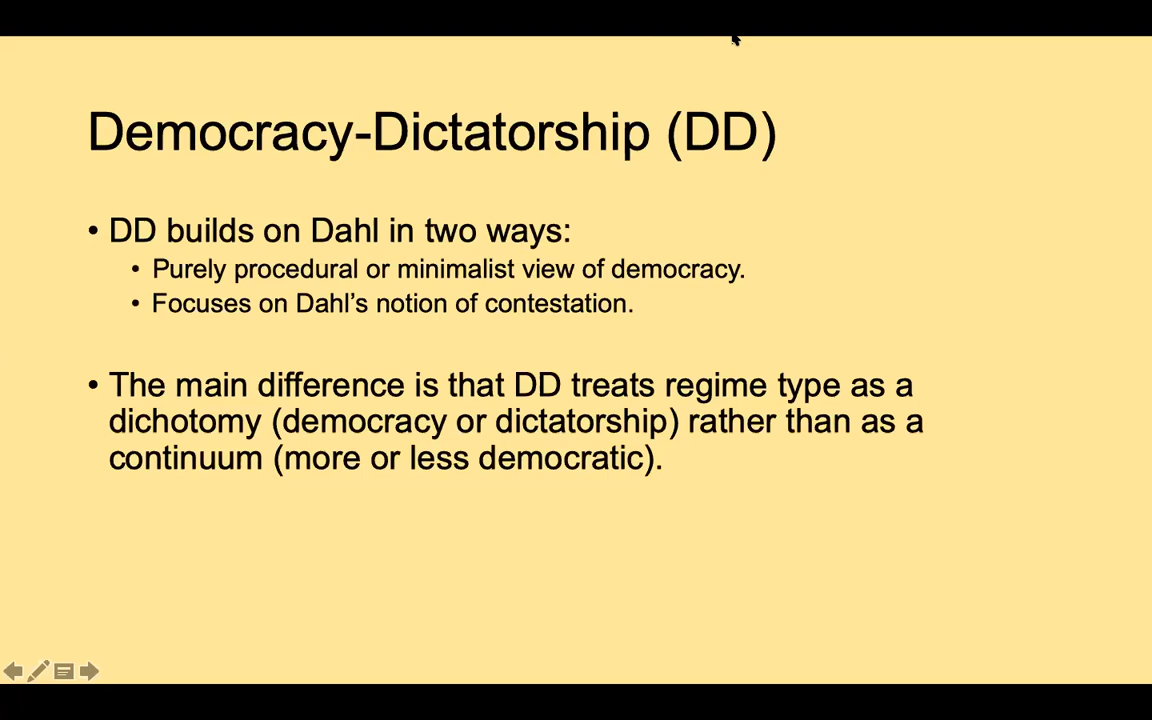 Democracy-Dictatorship (DD)
• DD builds on Dahl in two ways:
• Purely procedural or minimalist view of democracy.
• Focuses on Dahl’s notion of contestation.
• The main difference is that DD treats regime type as a
dichotomy (democracy or dictatorship) rather than as a
continuum (more or less democratic).